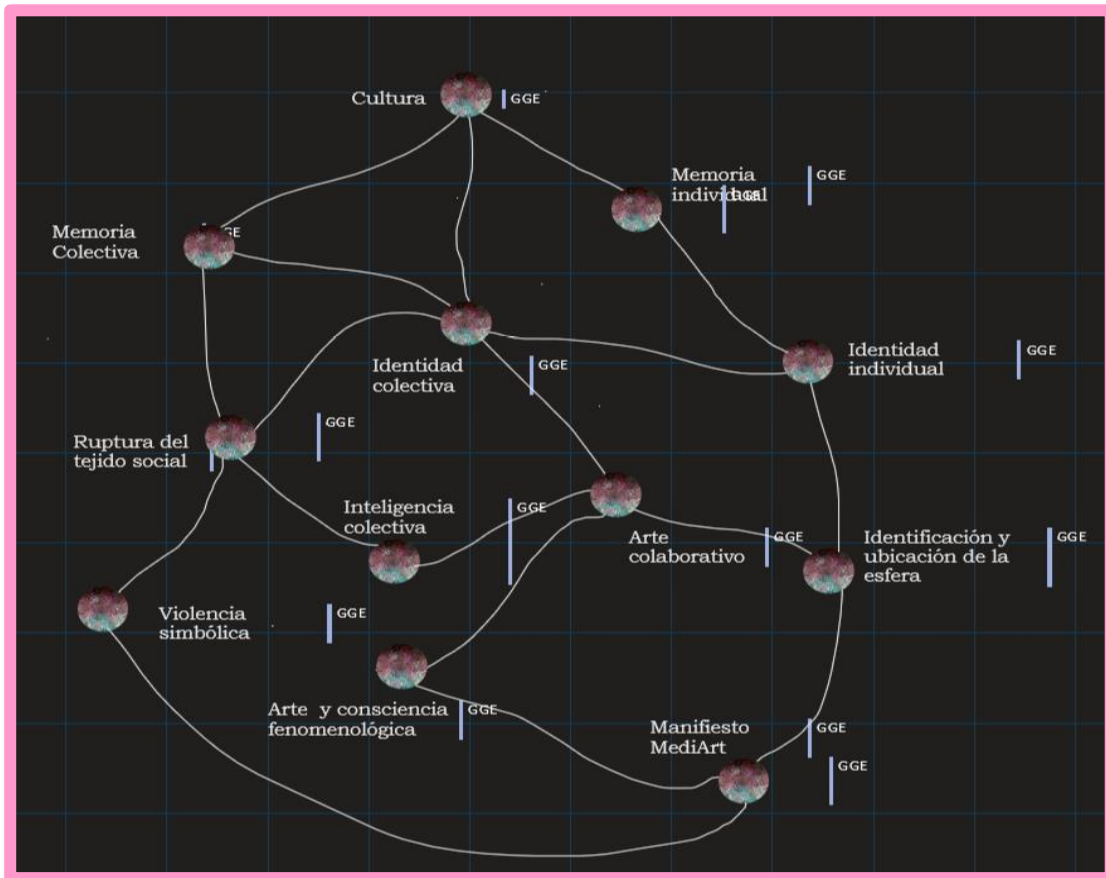 Cultura
GGE
Memoria
individual
GGE
GGE
Memoria
Colectiva
GE
Identidad
colectiva
GGE
Identidad
individual
GGE
Ruptura del
tejido social
GGE
Inteligencia
colectiva
GGE
Arte
colaborativo
GGE
Identificación y
ubicación de la
esfera
GGE
Violencia
simbólica
GGE
Arte y consciencia
fenomenológica
GGE
Manifiesto
MediArt
GGE
GGE